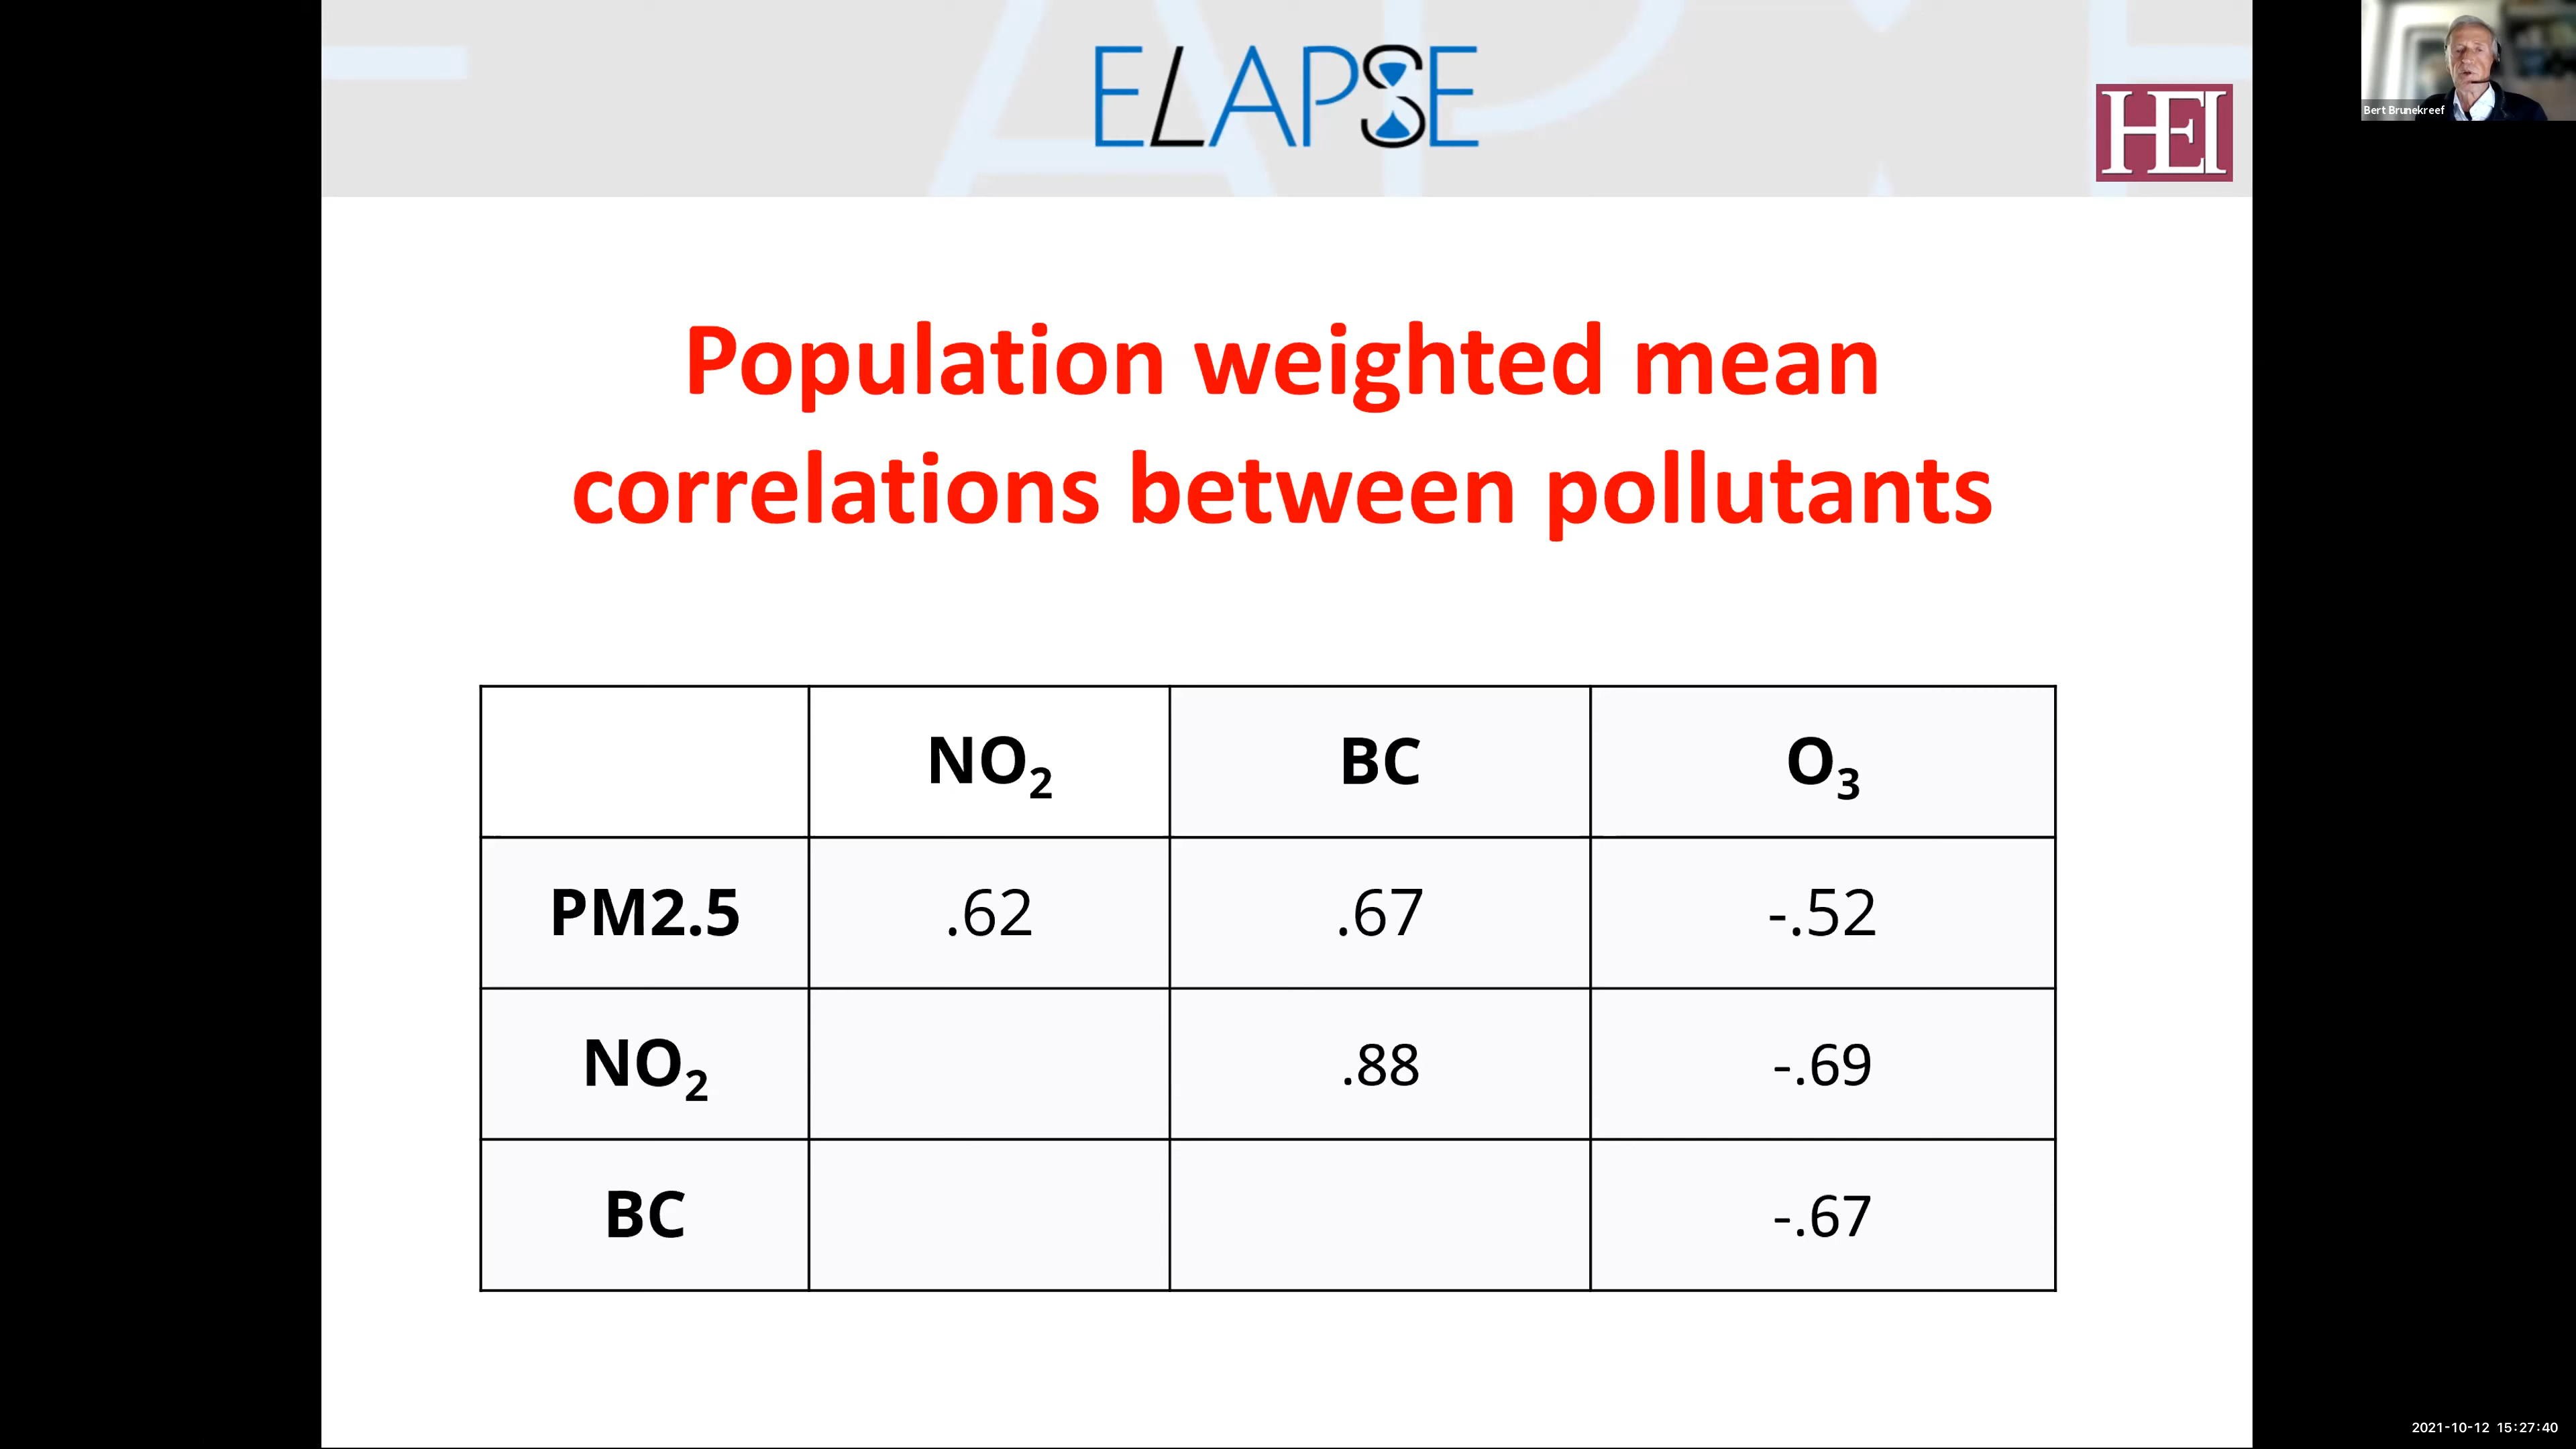 ELAPSE
HEI
Bert Brunekreef
Population weighted mean
correlations between pollutants
NO₂ BC O₃
PM2.5 .62 .67 -.52
NO₂ .88 -.69
BC -.67
2021-10-12 15:27:40